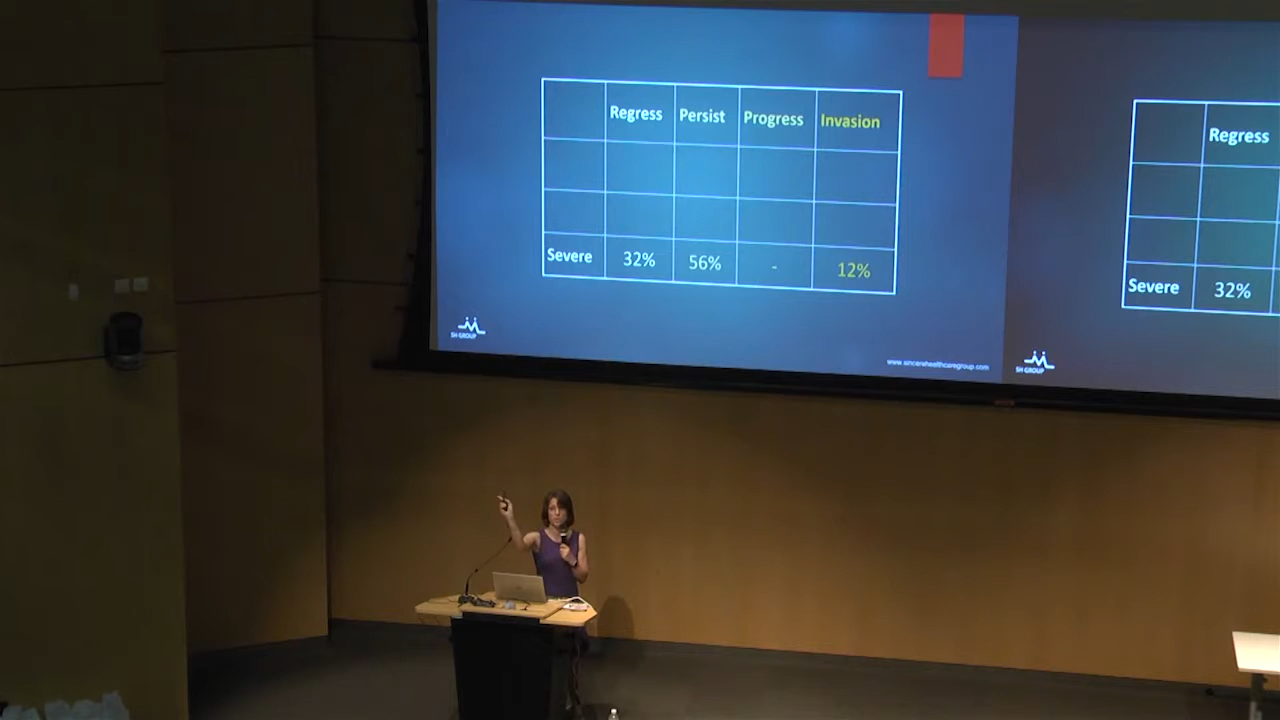 Regress Persist Progress Invasion
Severe 32% 56% - 12%
SH GROUP
www.sincerehealthcaregroup.com
Regress
Severe 32%
SH GROUP